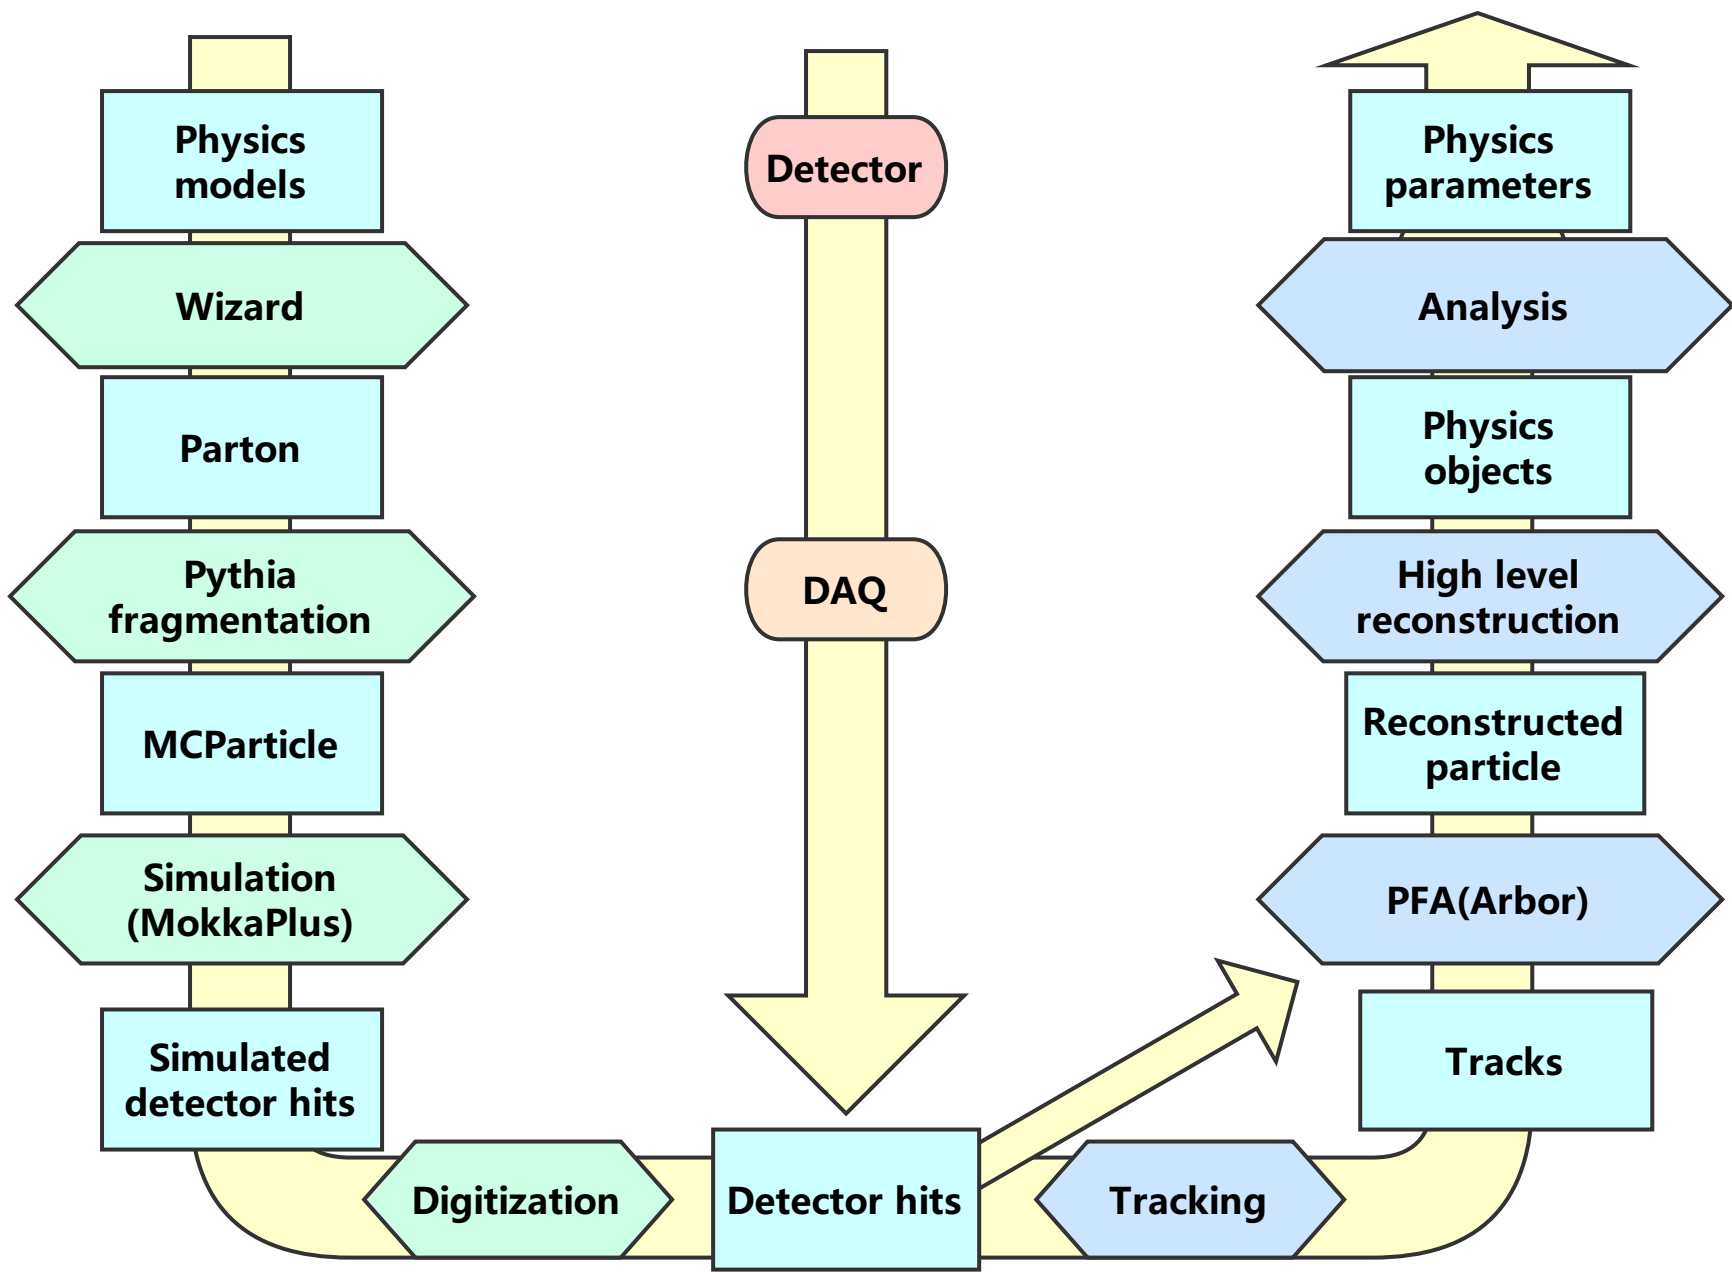 Physics
models
Wizard
Parton
Pythia
fragmentation
MCParticle
Simulation
(MokkaPlus)
Simulated
detector hits
Digitization
Detector
DAQ
Detector hits
Tracking
Physics
parameters
Analysis
Physics
objects
High level
reconstruction
Reconstructed
particle
PFA(Arbor)
Tracks